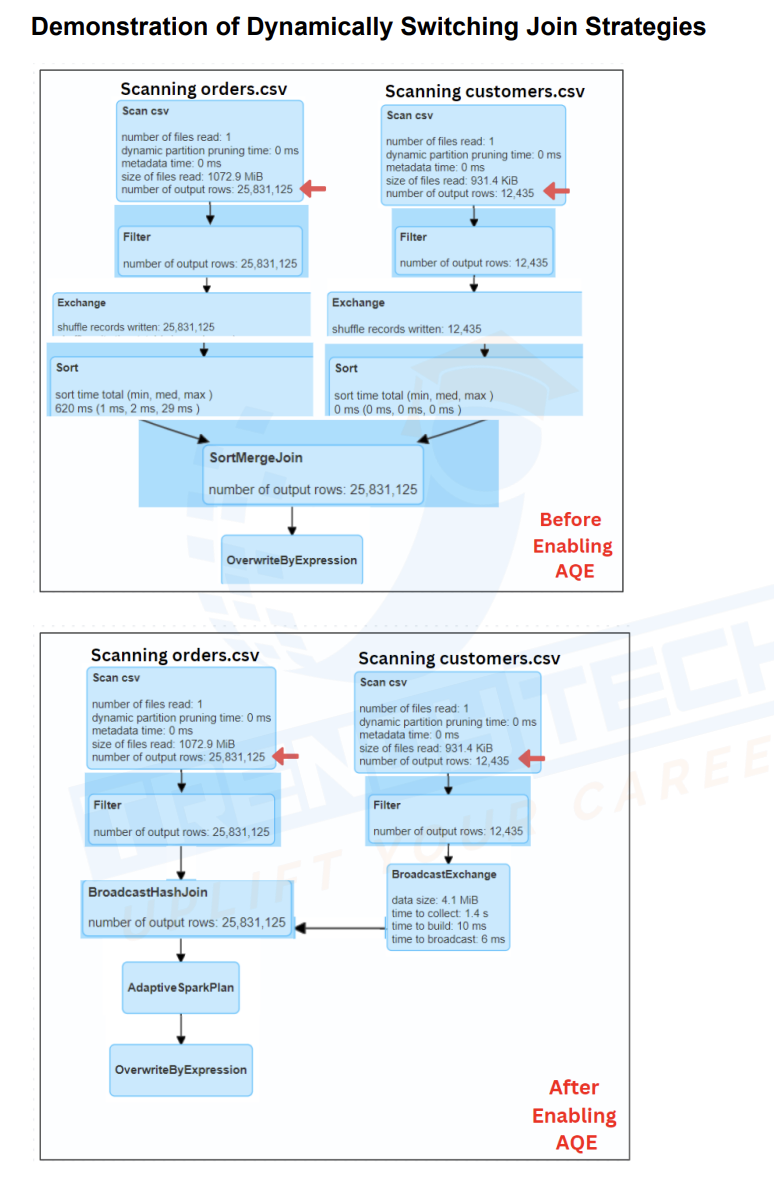 Demonstration of Dynamically Switching Join Strategies
Scanning orders.csv
Scan csv
number of files read: 1
dynamic partition pruning time: 0 ms
metadata time: 0 ms
size of files read: 1072.9 MiB
number of output rows: 25,831,125
Scanning customers.csv
Scan csv
number of files read: 1
dynamic partition pruning time: 0 ms
metadata time: 0 ms
size of files read: 931.4 KiB
number of output rows: 12,435
Filter
number of output rows: 25,831,125
Filter
number of output rows: 12,435
Exchange
shuffle records written: 25,831,125
Exchange
shuffle records written: 12,435
Sort
sort time total (min, med, max )
620 ms (1 ms, 2 ms, 29 ms )
Sort
sort time total (min, med, max )
0 ms (0 ms, 0 ms, 0 ms )
SortMergeJoin
number of output rows: 25,831,125
OverwriteByExpression
Before
Enabling
AQE
Scanning orders.csv
Scan csv
number of files read: 1
dynamic partition pruning time: 0 ms
metadata time: 0 ms
size of files read: 1072.9 MiB
number of output rows: 25,831,125
Scanning customers.csv
Scan csv
number of files read: 1
dynamic partition pruning time: 0 ms
metadata time: 0 ms
size of files read: 931.4 KiB
number of output rows: 12,435
Filter
number of output rows: 25,831,125
Filter
number of output rows: 12,435
BroadcastExchange
data size: 4.1 MiB
time to collect: 1.4 s
time to build: 10 ms
time to broadcast: 6 ms
BroadcastHashJoin
number of output rows: 25,831,125
AdaptiveSparkPlan
OverwriteByExpression
After
Enabling
AQE
UPLIFT YOUR CAREE